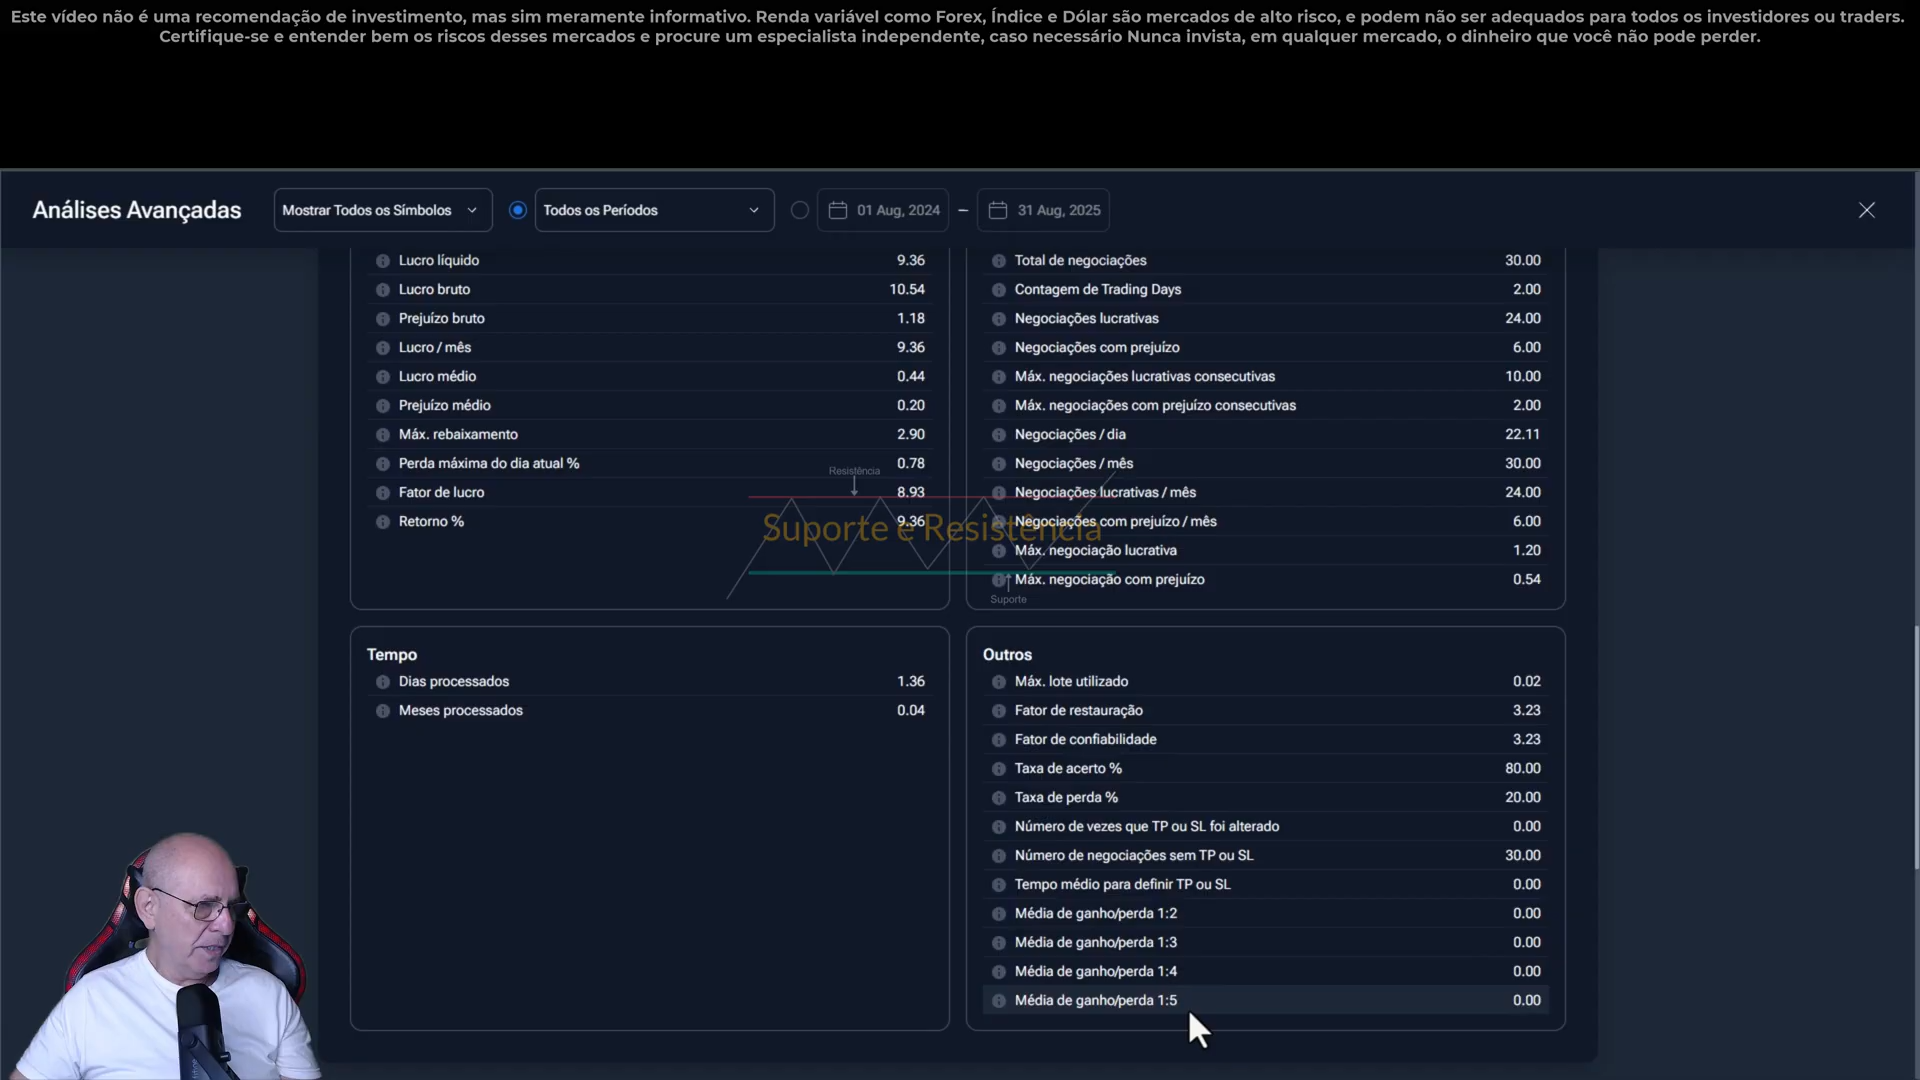 Este vídeo não é uma recomendação de investimento, mas sim meramente informativo. Renda variável como Forex, Índice e Dólar são mercados de alto risco, e podem não ser adequados para todos os investidores ou traders.
Certifique-se e entender bem os riscos desses mercados e procure um especialista independente, caso necessário Nunca invista, em qualquer mercado, o dinheiro que você não pode perder.
Análises Avançadas
Mostrar Todos os Símbolos
Todos os Períodos
01 Aug, 2024 – 31 Aug, 2025
Lucro líquido 9.36
Lucro bruto 10.54
Prejuízo bruto 1.18
Lucro / mês 9.36
Lucro médio 0.44
Prejuízo médio 0.20
Máx. rebaixamento 2.90
Perda máxima do dia atual % 0.78
Fator de lucro 8.93
Retorno % 9.36
Total de negociações 30.00
Contagem de Trading Days 2.00
Negociações lucrativas 24.00
Negociações com prejuízo 6.00
Máx. negociações lucrativas consecutivas 10.00
Máx. negociações com prejuízo consecutivas 2.00
Negociações / dia 22.11
Negociações / mês 30.00
Negociações lucrativas / mês 24.00
Negociações com prejuízo / mês 6.00
Máx. negociação lucrativa 1.20
Máx. negociação com prejuízo 0.54
Resistência
Suporte e Resistência
Suporte
Tempo
Dias processados 1.36
Meses processados 0.04
Outros
Máx. lote utilizado 0.02
Fator de restauração 3.23
Fator de confiabilidade 3.23
Taxa de acerto % 80.00
Taxa de perda % 20.00
Número de vezes que TP ou SL foi alterado 0.00
Número de negociações sem TP ou SL 30.00
Tempo médio para definir TP ou SL 0.00
Média de ganho/perda 1:2 0.00
Média de ganho/perda 1:3 0.00
Média de ganho/perda 1:4 0.00
Média de ganho/perda 1:5 0.00